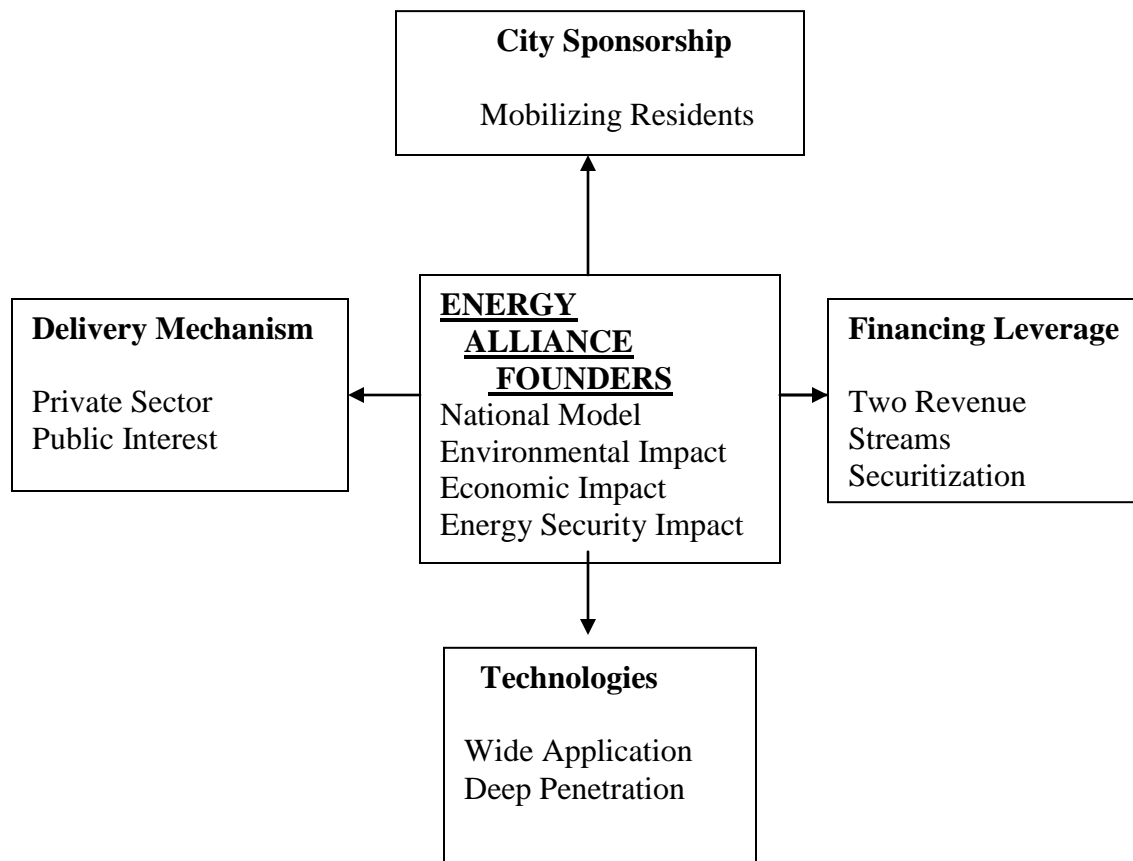 City Sponsorship
Mobilizing Residents
Delivery Mechanism
Private Sector
Public Interest
ENERGY
ALLIANCE
FOUNDERS
National Model
Environmental Impact
Economic Impact
Energy Security Impact
Financing Leverage
Two Revenue
Streams
Securitization
Technologies
Wide Application
Deep Penetration